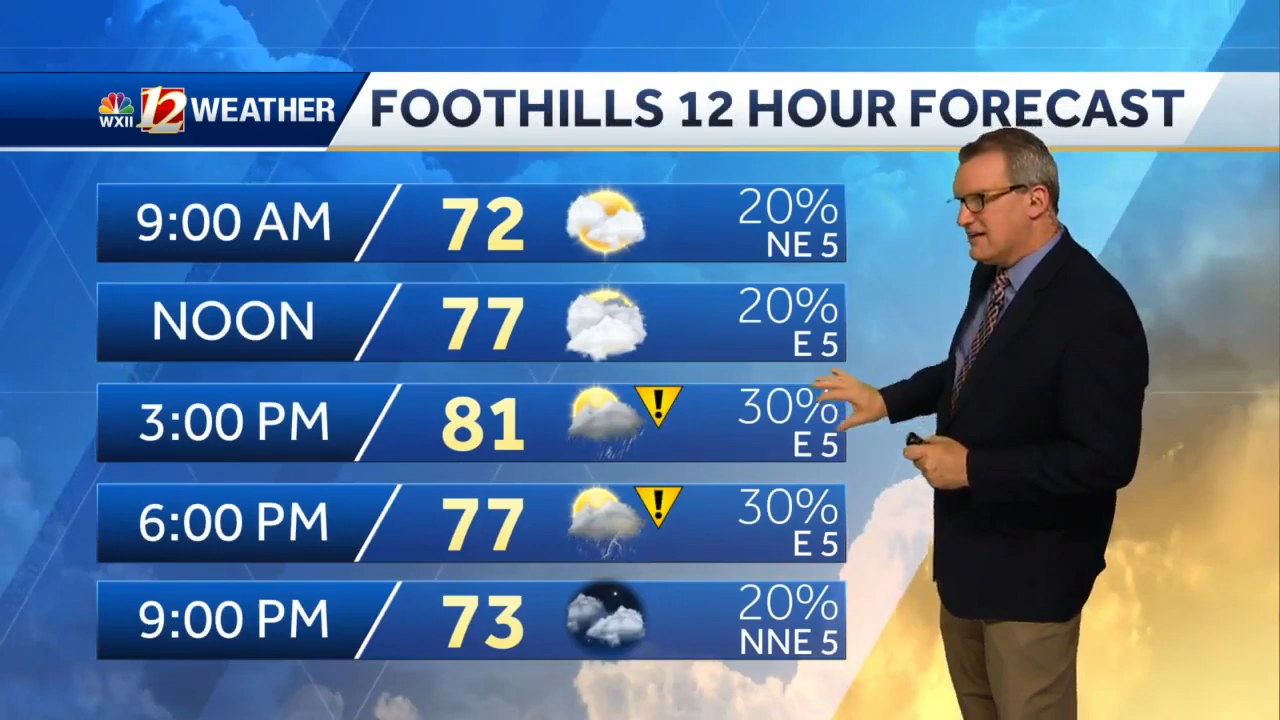 WXII 12 WEATHER
FOOTHILLS 12 HOUR FORECAST
9:00 AM 72 20%
NE 5
NOON 77 20%
E 5
3:00 PM 81 ! 30%
E 5
6:00 PM 77 ! 30%
E 5
9:00 PM 73 20%
NNE 5